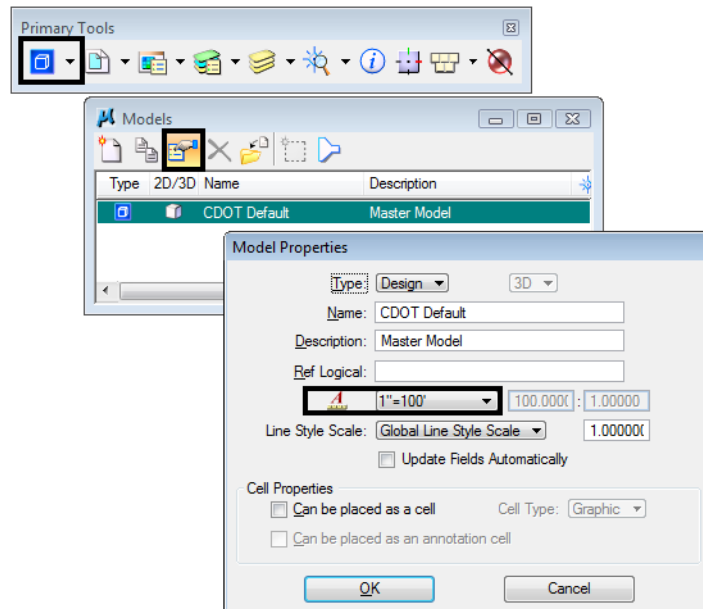 Primary Tools
Models
Type 2D/3D Name Description
CDOT Default Master Model
Model Properties
Type: Design 3D
Name: CDOT Default
Description: Master Model
Ref Logical:
A 1"=100' 100.000( : 1.00000
Line Style Scale: Global Line Style Scale 1.00000(
Update Fields Automatically
Cell Properties
Can be placed as a cell Cell Type: Graphic
Can be placed as an annotation cell
OK Cancel